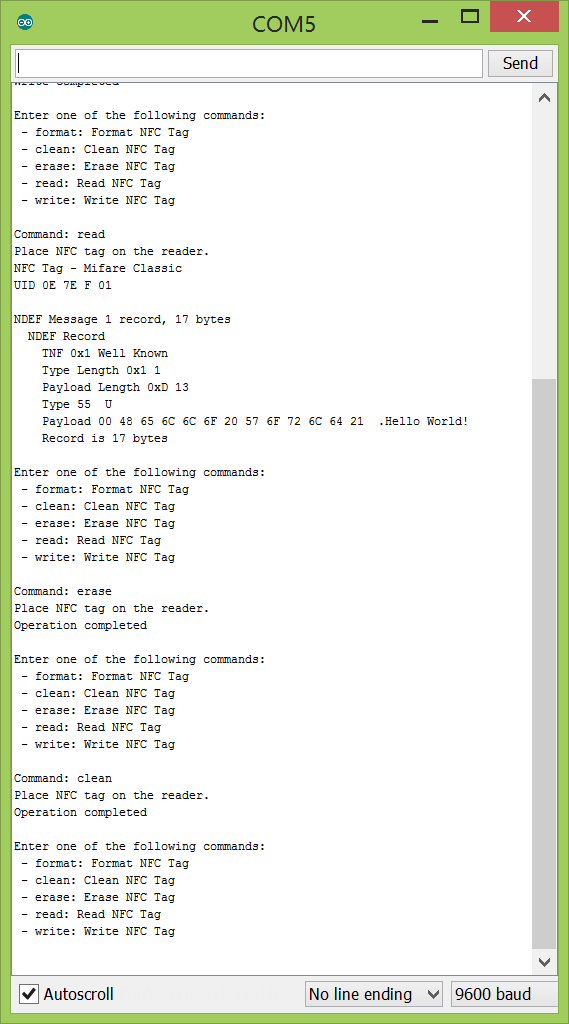 COM5
Send
Write completed
Enter one of the following commands:
- format: Format NFC Tag
- clean: Clean NFC Tag
- erase: Erase NFC Tag
- read: Read NFC Tag
- write: Write NFC Tag
Command: read
Place NFC tag on the reader.
NFC Tag - Mifare Classic
UID 0E 7E F 01
NDEF Message 1 record, 17 bytes
NDEF Record
TNF 0x1 Well Known
Type Length 0x1 1
Payload Length 0xD 13
Type 55  U
Payload 00 48 65 6C 6C 6F 20 57 6F 72 6C 64 21  .Hello World!
Record is 17 bytes
Enter one of the following commands:
- format: Format NFC Tag
- clean: Clean NFC Tag
- erase: Erase NFC Tag
- read: Read NFC Tag
- write: Write NFC Tag
Command: erase
Place NFC tag on the reader.
Operation completed
Enter one of the following commands:
- format: Format NFC Tag
- clean: Clean NFC Tag
- erase: Erase NFC Tag
- read: Read NFC Tag
- write: Write NFC Tag
Command: clean
Place NFC tag on the reader.
Operation completed
Enter one of the following commands:
- format: Format NFC Tag
- clean: Clean NFC Tag
- erase: Erase NFC Tag
- read: Read NFC Tag
- write: Write NFC Tag
Autoscroll
No line ending
9600 baud